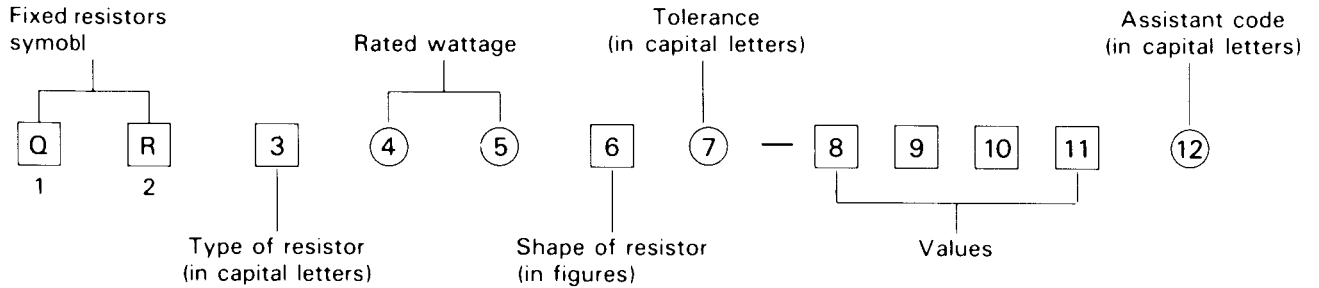 Fixed resistors
symobl
Rated wattage
Tolerance
(in capital letters)
Assistant code
(in capital letters)
Q R 3 4 5 6 7 — 8 9 10 11 12
1 2
Type of resistor
(in capital letters)
Shape of resistor
(in figures)
Values